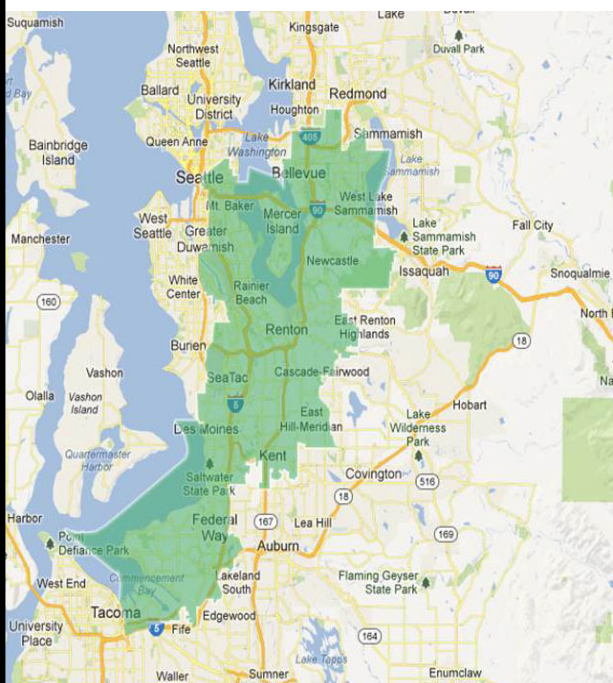 Suquamish
Kingsgate
Lake
Duvall Park
Northwest
Seattle
Kirkland
Redmond
Ballard
University
District
Houghton
405
Sammamish
Bainbridge
Island
Queen Anne
Lake
Washington
Seattle
Bellevue
Lake
Sammamish
Mt. Baker
Mercer
Island
90
West Lake
Sammamish
West
Seattle
Greater
Duwamish
Manchester
Lake
Sammamish
State Park
Fall City
Newcastle
Issaquah
90
Snoqualmie
White
Center
Rainier
Beach
160
North
Renton
East Renton
Highlands
18
Burien
Vashon
SeaTac
Cascade-Fairwood
Olalla
Vashon
Island
5
East
Hill-Meridian
Lake
Wilderness
Park
Hobart
Des Moines
Quartermaster
Harbor
Kent
Saltwater
State Park
Covington
516
18
Harbor
Federal
Way
167
Lea Hill
169
Point
Defiance Park
Auburn
West End
Commencement
Bay
Lakeland
South
Flaming Geyser
State Park
Tacoma
Edgewood
University
Place
5
Fife
164
Lake Tapps
Waller
Sumner
Enumclaw